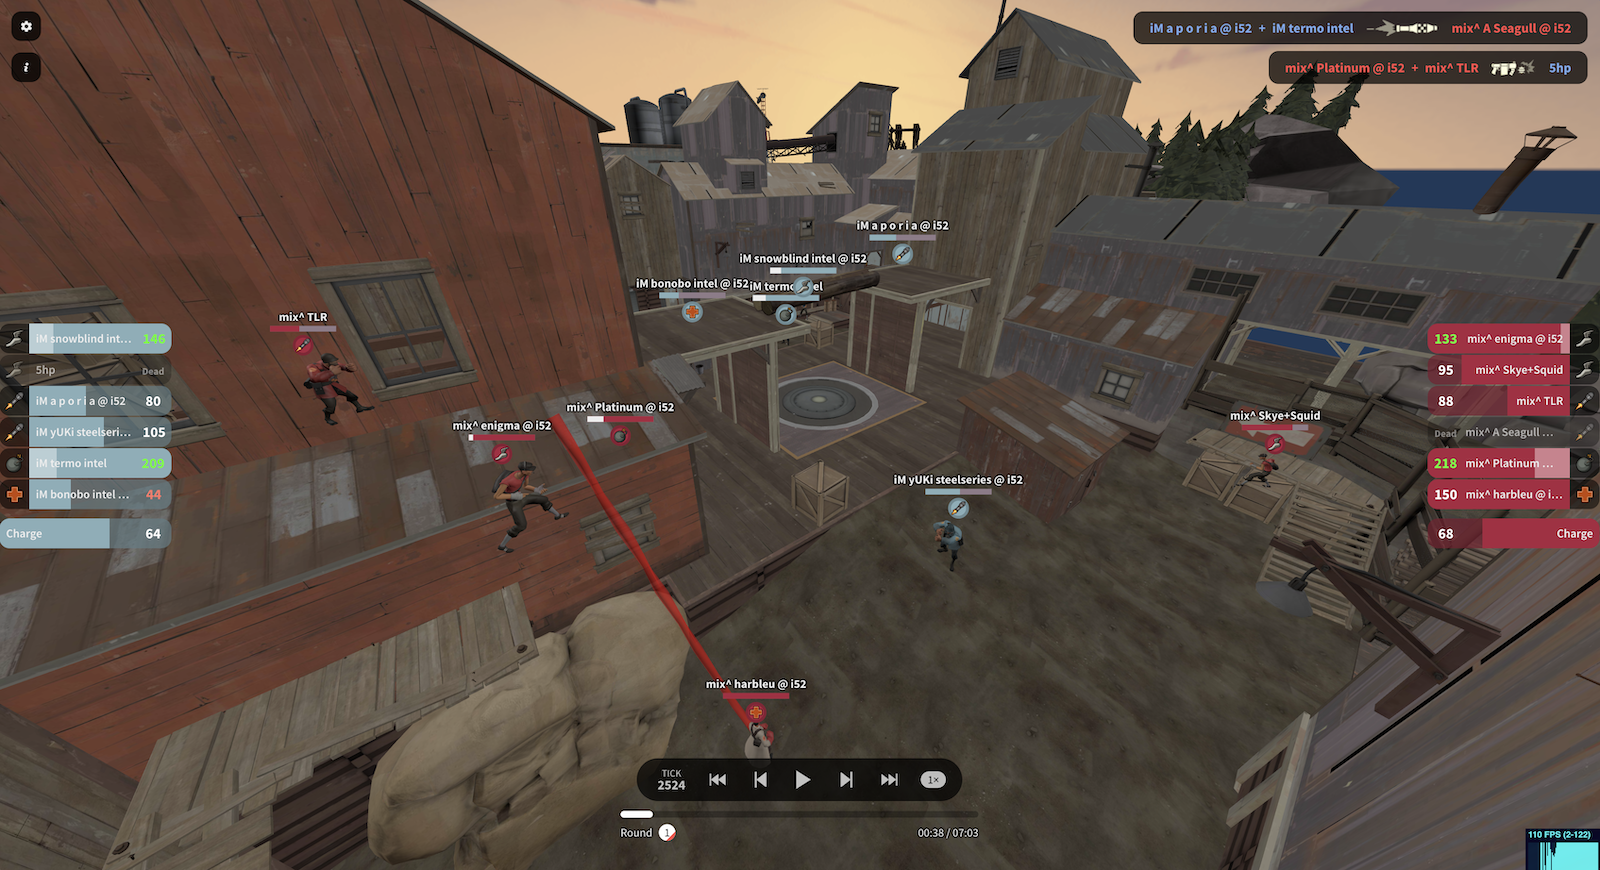 iM a p o r i a @ i52 + iM termo intel mix^ A Seagull @ i52
mix^ Platinum @ i52 + mix^ TLR 5hp
iM a p o r i a @ i52
iM snowblind intel @ i52
iM bonobo intel @ i52
mix^ TLR
mix^ Platinum @ i52
mix^ enigma @ i52
mix^ Skye+Squid
iM yUKi steelseries @ i52
mix^ harbleu @ i52
iM snowblind int... 146
5hp Dead
iM a p o r i a @ i52 80
iM yUKi steelseri... 105
iM termo intel 209
iM bonobo intel ... 44
Charge 64
133 mix^ enigma @ i52
95 mix^ Skye+Squid
88 mix^ TLR
Dead mix^ A Seagull ...
218 mix^ Platinum ...
150 mix^ harbleu @ i...
68 Charge
TICK
2524
1×
Round 1
00:38 / 07:03
110 FPS (2-122)